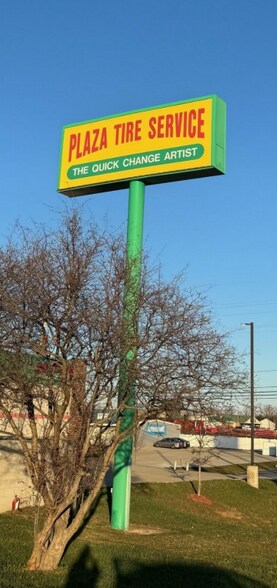 PLAZA TIRE SERVICE
THE QUICK CHANGE ARTIST